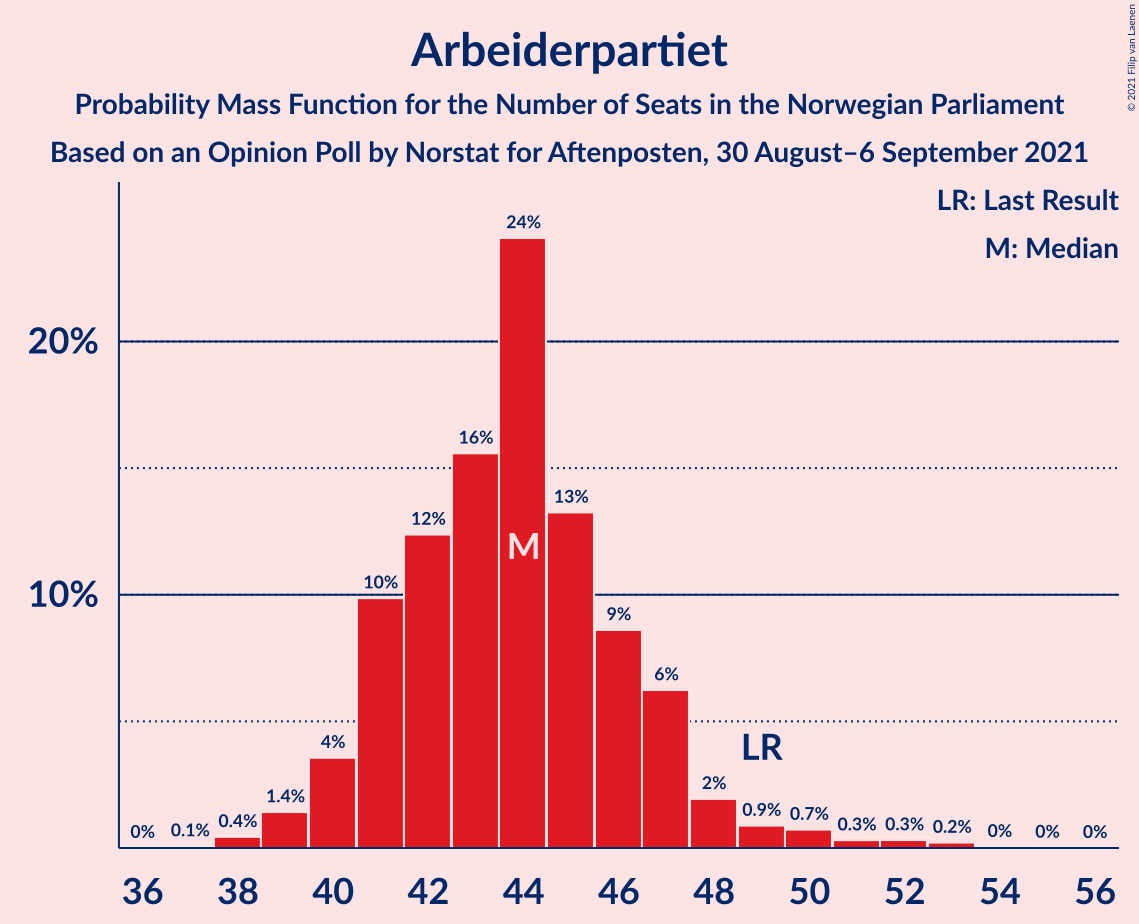 Arbeiderpartiet
Probability Mass Function for the Number of Seats in the Norwegian Parliament
Based on an Opinion Poll by Norstat for Aftenposten, 30 August–6 September 2021
© 2021 Filip van Laenen
LR: Last Result
M: Median
20%
10%
0% 0.1% 0.4% 1.4% 4% 10% 12% 16% 24% 13% 9% 6% 2% 0.9% 0.7% 0.3% 0.3% 0.2% 0% 0% 0%
M
LR
36 38 40 42 44 46 48 50 52 54 56